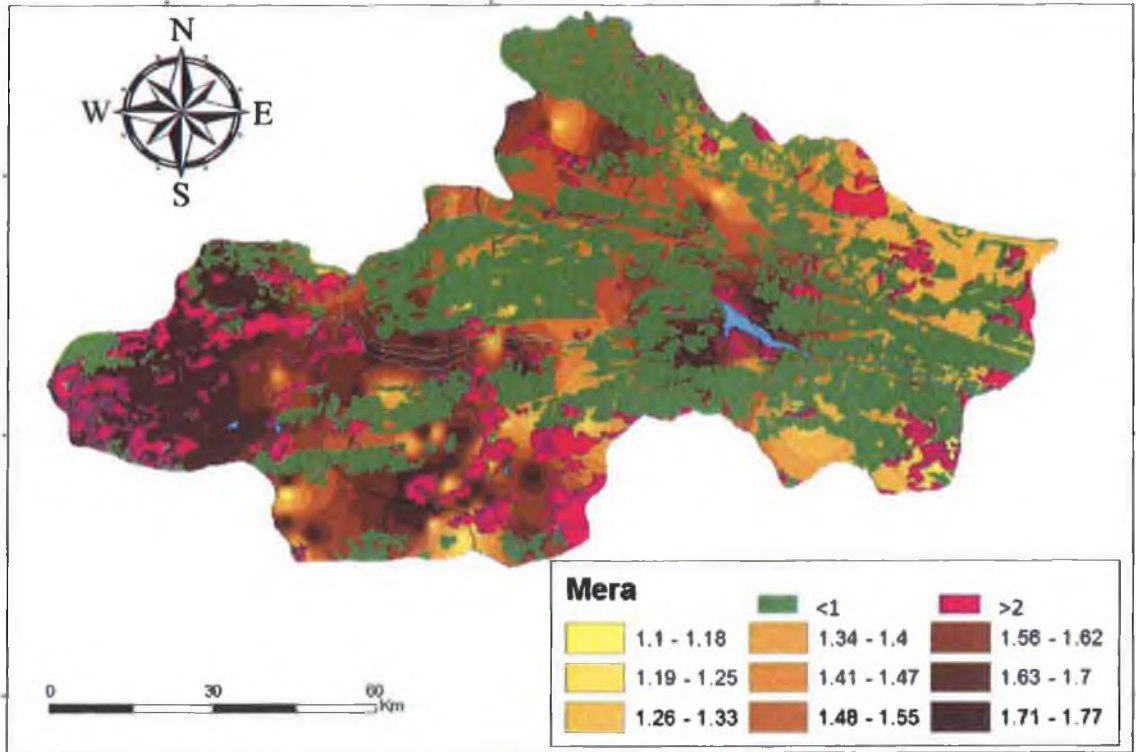 N
W E
S
Mera
<1 >2
1.1 - 1.18 1.34 - 1.4 1.56 - 1.62
1.19 - 1.25 1.41 - 1.47 1.63 - 1.7
1.26 - 1.33 1.48 - 1.55 1.71 - 1.77
0 30 60
Km